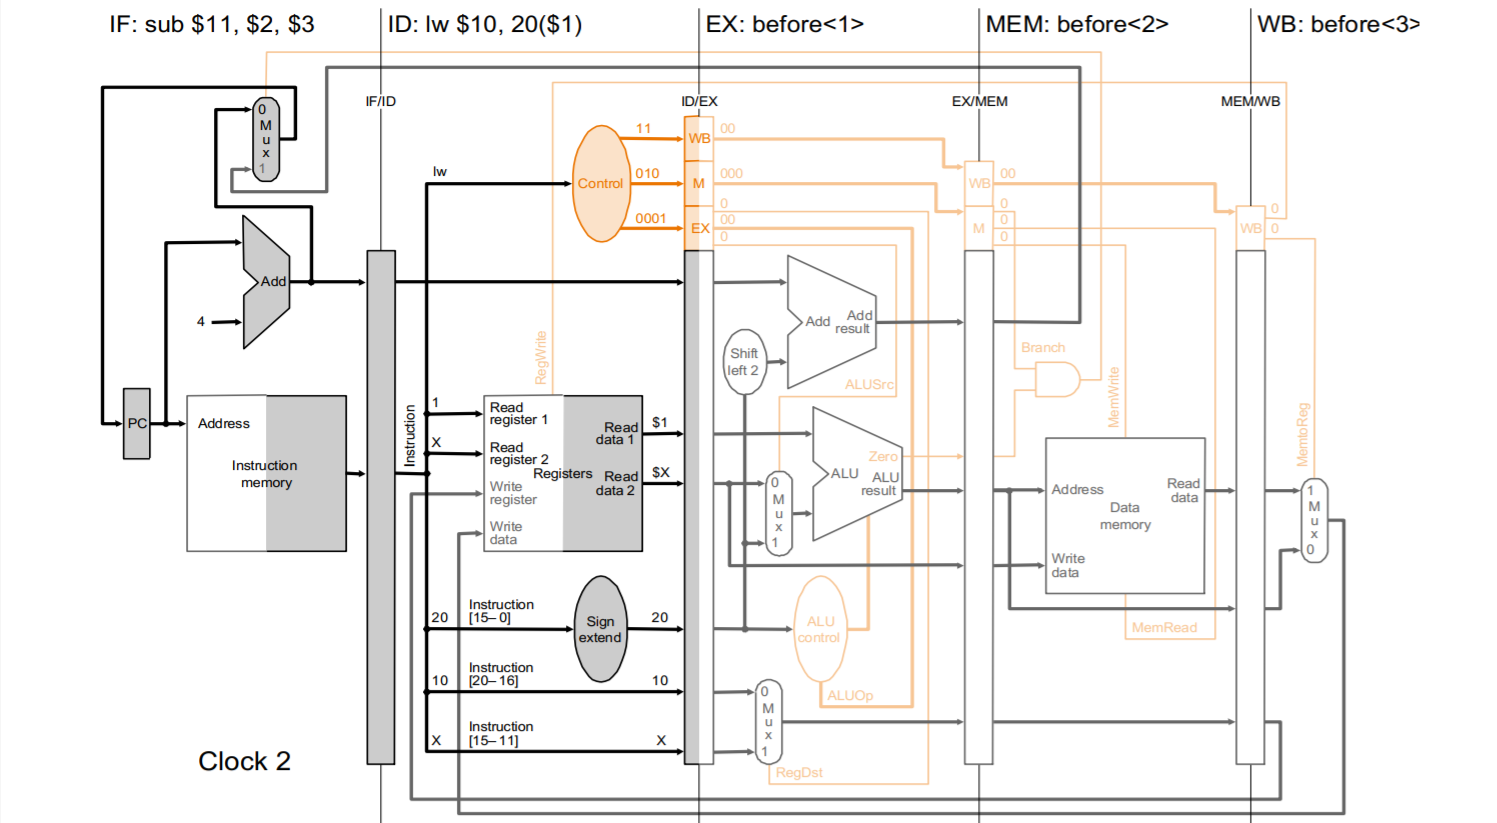 IF: sub $11, $2, $3
ID: lw $10, 20($1)
EX: before<1>
MEM: before<2>
WB: before<3>
IF/ID
ID/EX
EX/MEM
MEM/WB
0
M
u
x
1
Add
4
PC
Address
Instruction
memory
Instruction
lw
Control
11
010
0001
WB
M
EX
00
000
0
00
0
WB
M
00
0
0
0
WB
0
0
RegWrite
1
Read
register 1
X
Read
register 2
Write
register
Write
data
Registers
Read
data 1
Read
data 2
$1
$X
20
Instruction
[15–0]
Sign
extend
20
10
Instruction
[20–16]
10
X
Instruction
[15–11]
X
Shift
left 2
Add
Add
result
ALUSrc
Zero
ALU
ALU
result
0
M
u
x
1
ALU
control
ALUOp
0
M
u
x
1
RegDst
Branch
MemWrite
Address
Read
data
Data
memory
Write
data
MemRead
MemtoReg
1
M
u
x
0
Clock 2